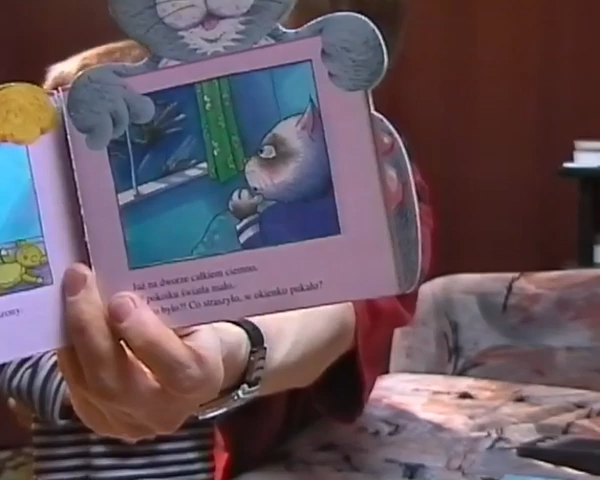 Już na dworze całkiem ciemno,
pokoiku światła mało,
było?! Co straszyło, w okienko pukało?